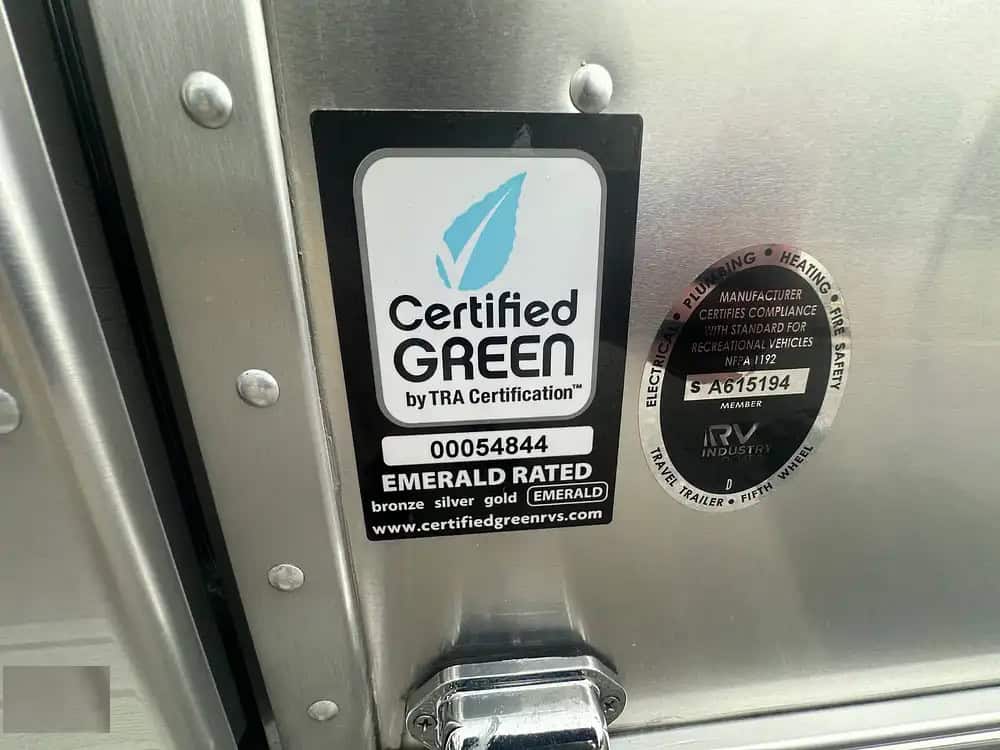 Certified
GREEN
by TRA Certification™
00054844
EMERALD RATED
bronze silver gold EMERALD
www.certifiedgreenrvs.com
ELECTRICAL • PLUMBING • HEATING • FIRE SAFETY
MANUFACTURER
CERTIFIES COMPLIANCE
WITH STANDARD FOR
RECREATIONAL VEHICLES
NFPA 1192
S A615194
MEMBER
RV
INDUSTRY
D
TRAVEL TRAILER • FIFTH WHEEL